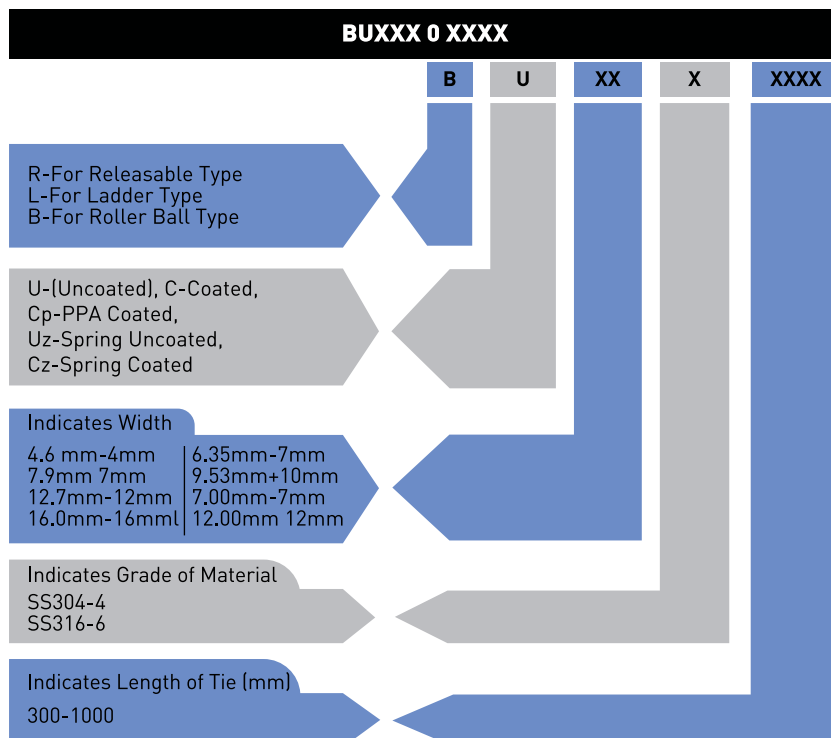 BUXXX 0 XXXX
B U XX X XXXX
R-For Releasable Type
L-For Ladder Type
B-For Roller Ball Type
U-(Uncoated), C-Coated,
Cp-PPA Coated,
Uz-Spring Uncoated,
Cz-Spring Coated
Indicates Width
4.6 mm-4mm 6.35mm-7mm
7.9mm 7mm 9.53mm+10mm
12.7mm-12mm 7.00mm-7mm
16.0mm-16mml 12.00mm 12mm
Indicates Grade of Material
SS304-4
SS316-6
Indicates Length of Tie (mm)
300-1000